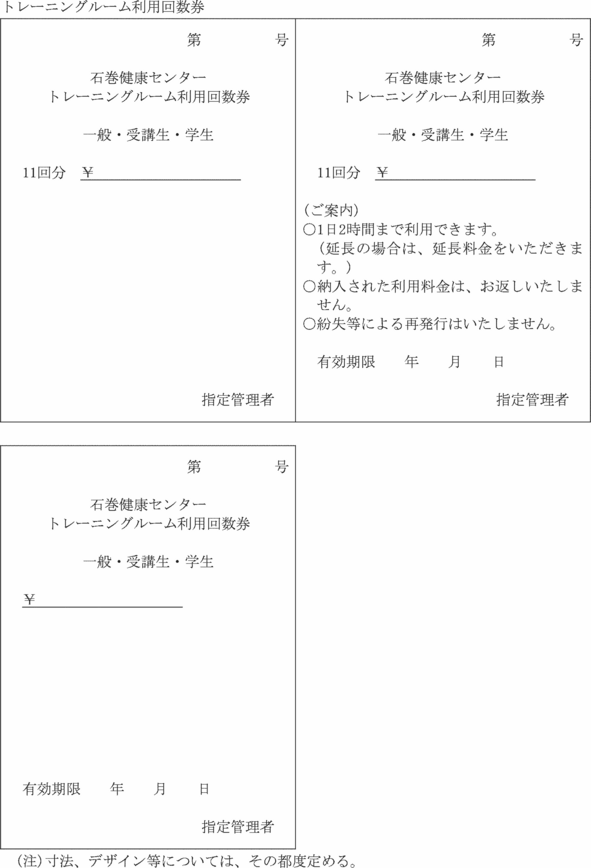 トレーニングルーム利用回数券
第　　　　　号
石巻健康センター
トレーニングルーム利用回数券
一般・受講生・学生
11回分　￥
指定管理者
第　　　　　号
石巻健康センター
トレーニングルーム利用回数券
一般・受講生・学生
11回分　￥
(ご案内)
○1日2時間まで利用できます。
(延長の場合は、延長料金をいただきま
す。)
○納入された利用料金は、お返しいたしま
せん。
○紛失等による再発行はいたしません。
有効期限　　年　　月　　日
指定管理者
第　　　　　号
石巻健康センター
トレーニングルーム利用回数券
一般・受講生・学生
￥
有効期限　　年　　月　　日
指定管理者
(注) 寸法、デザイン等については、その都度定める。